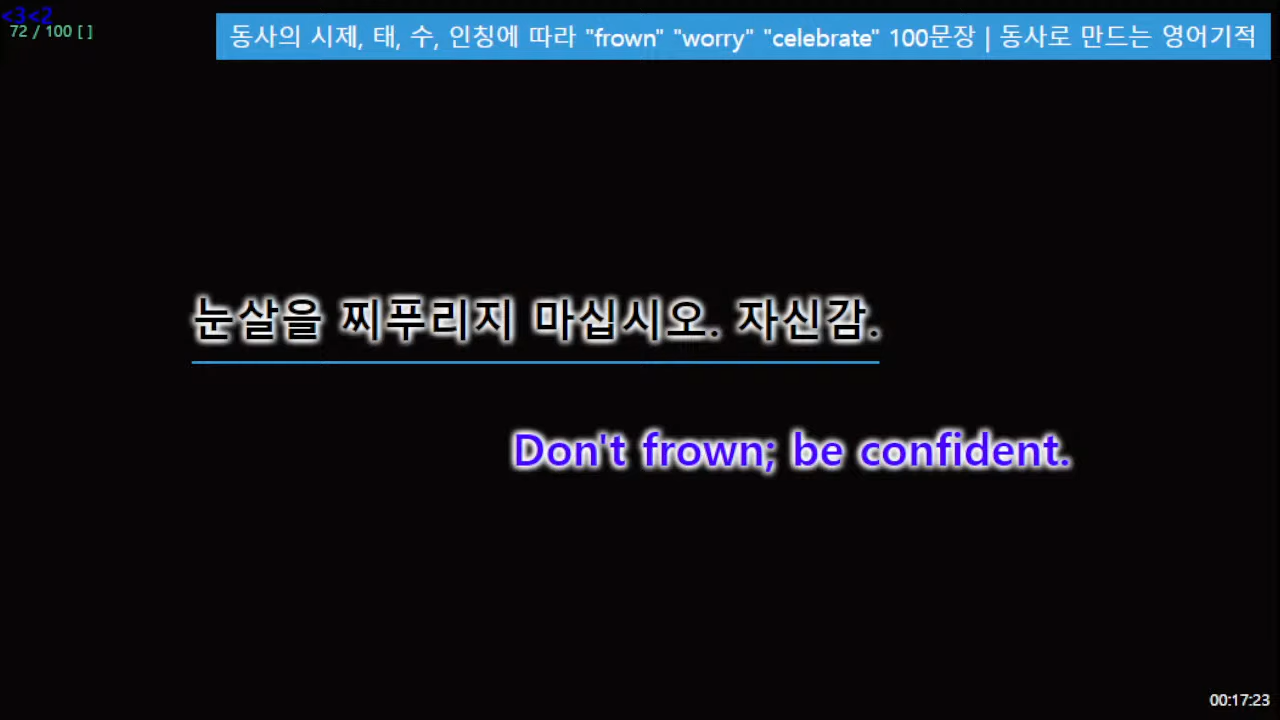 <3<2
72 / 100 [ ]
동사의 시제, 태, 수, 인칭에 따라 "frown" "worry" "celebrate" 100문장 | 동사로 만드는 영어기적
눈살을 찌푸리지 마십시오. 자신감.
Don't frown; be confident.
00:17:23